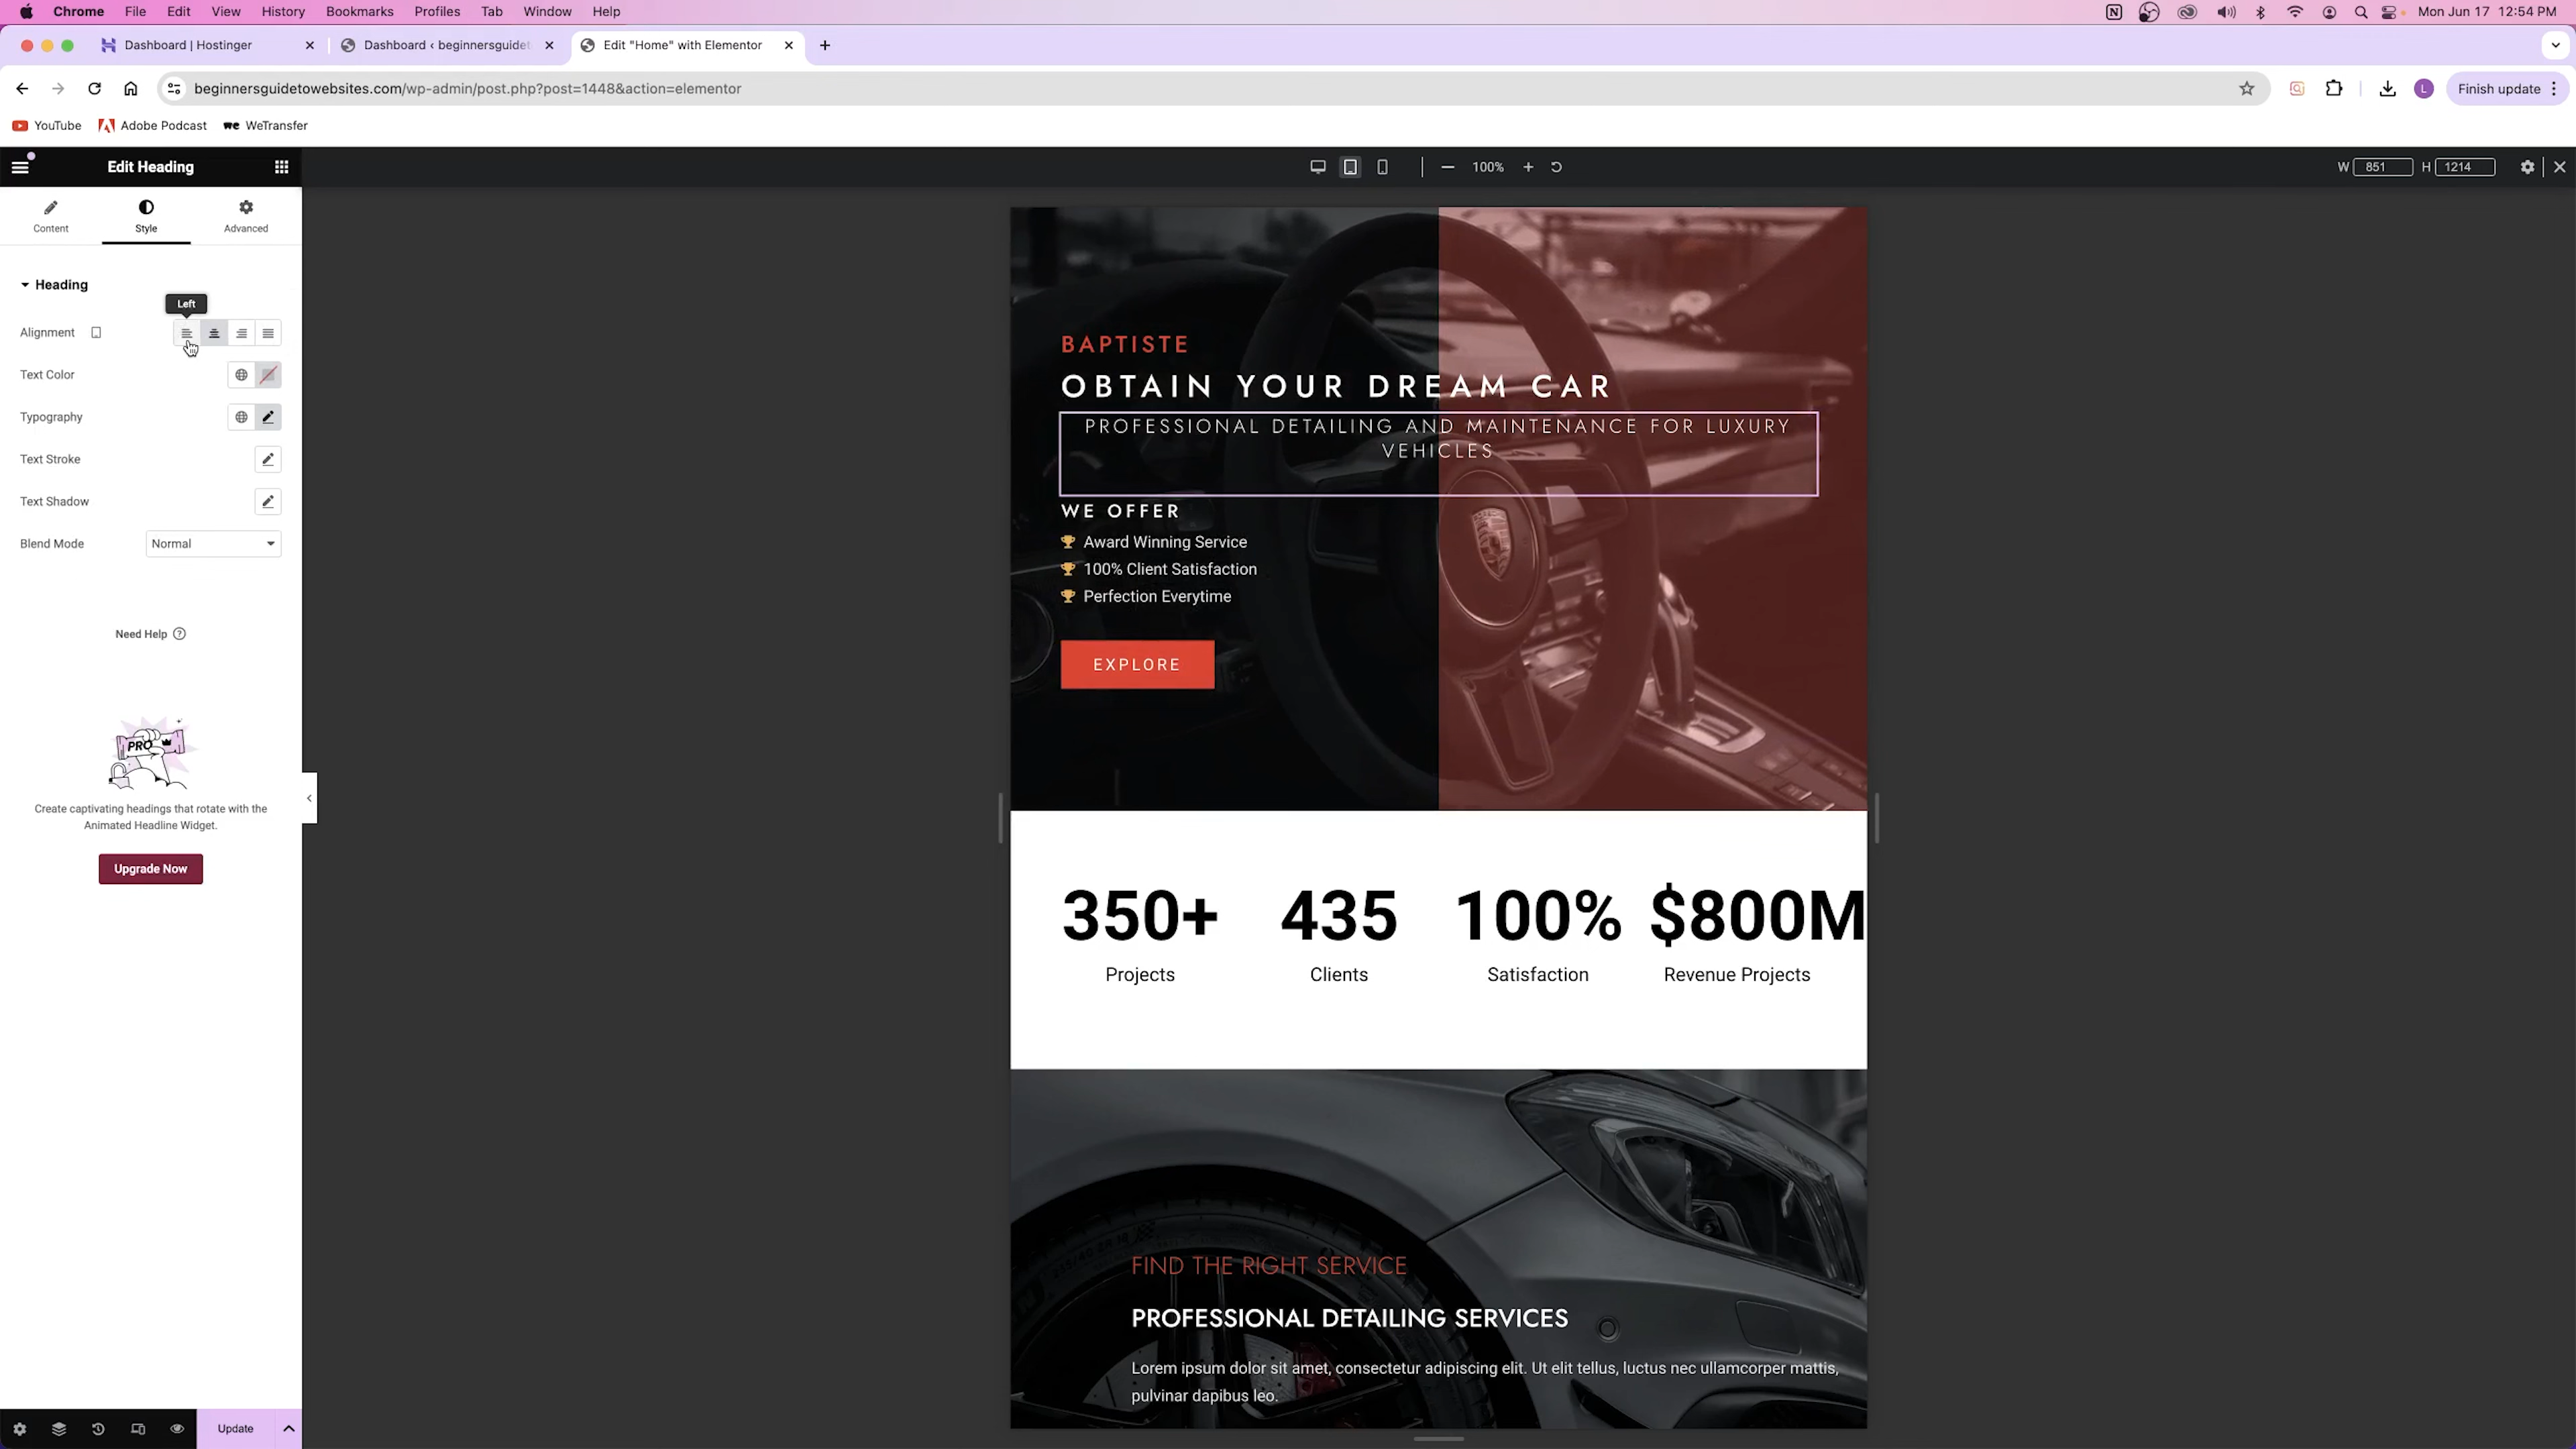 Chrome File Edit View History Bookmarks Profiles Tab Window Help Mon Jun 17 12:54 PM
Dashboard | Hostinger Dashboard ‹ beginnersguidet Edit "Home" with Elementor
beginnersguidetowebsites.com/wp-admin/post.php?post=1448&action=elementor L Finish update
YouTube Adobe Podcast WeTransfer
Edit Heading 100% W 851 H 1214
Content Style Advanced
Heading
Left
Alignment
Text Color
Typography
Text Stroke
Text Shadow
Blend Mode Normal
Need Help ?
PRO
Create captivating headings that rotate with the
Animated Headline Widget.
Upgrade Now
Update
BAPTISTE
OBTAIN YOUR DREAM CAR
PROFESSIONAL DETAILING AND MAINTENANCE FOR LUXURY
VEHICLES
WE OFFER
Award Winning Service
100% Client Satisfaction
Perfection Everytime
EXPLORE
350+ 435 100% $800M
Projects Clients Satisfaction Revenue Projects
FIND THE RIGHT SERVICE
PROFESSIONAL DETAILING SERVICES
Lorem ipsum dolor sit amet, consectetur adipiscing elit. Ut elit tellus, luctus nec ullamcorper mattis,
pulvinar dapibus leo.